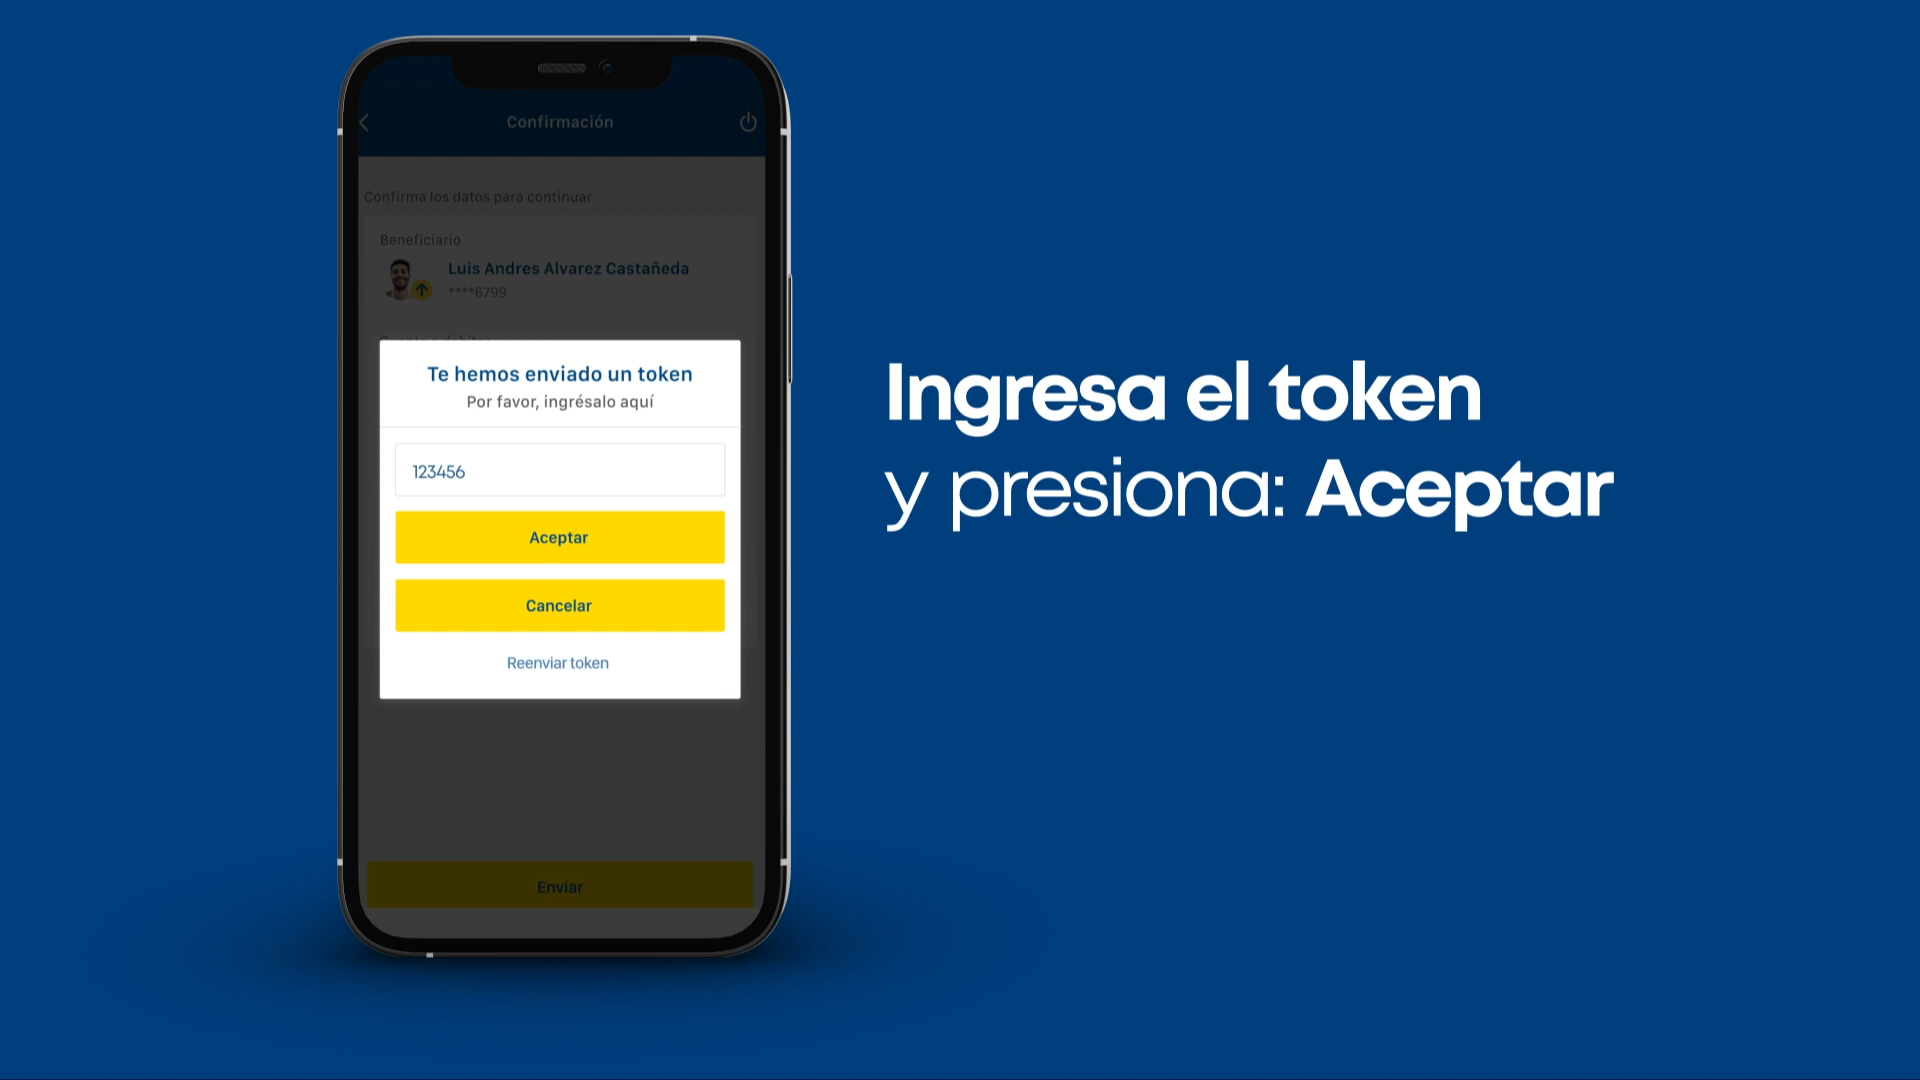 Confirmación
Confirma los datos para continuar
Beneficiario
Luis Andres Alvarez Castañeda
****6799
Te hemos enviado un token
Por favor, ingrésalo aquí
123456
Aceptar
Cancelar
Reenviar token
Enviar
Ingresa el token
y presiona: Aceptar